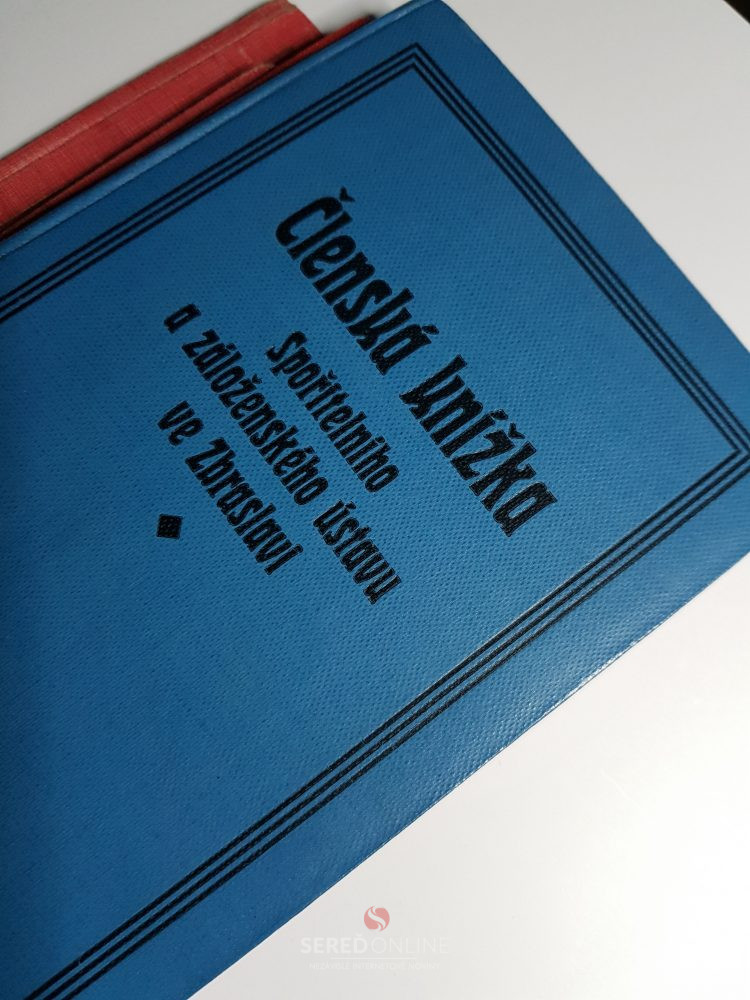 Členská knížka
Spořitelního
a záloženského ústavu
ve Zbraslavi
SEREĎONLINE